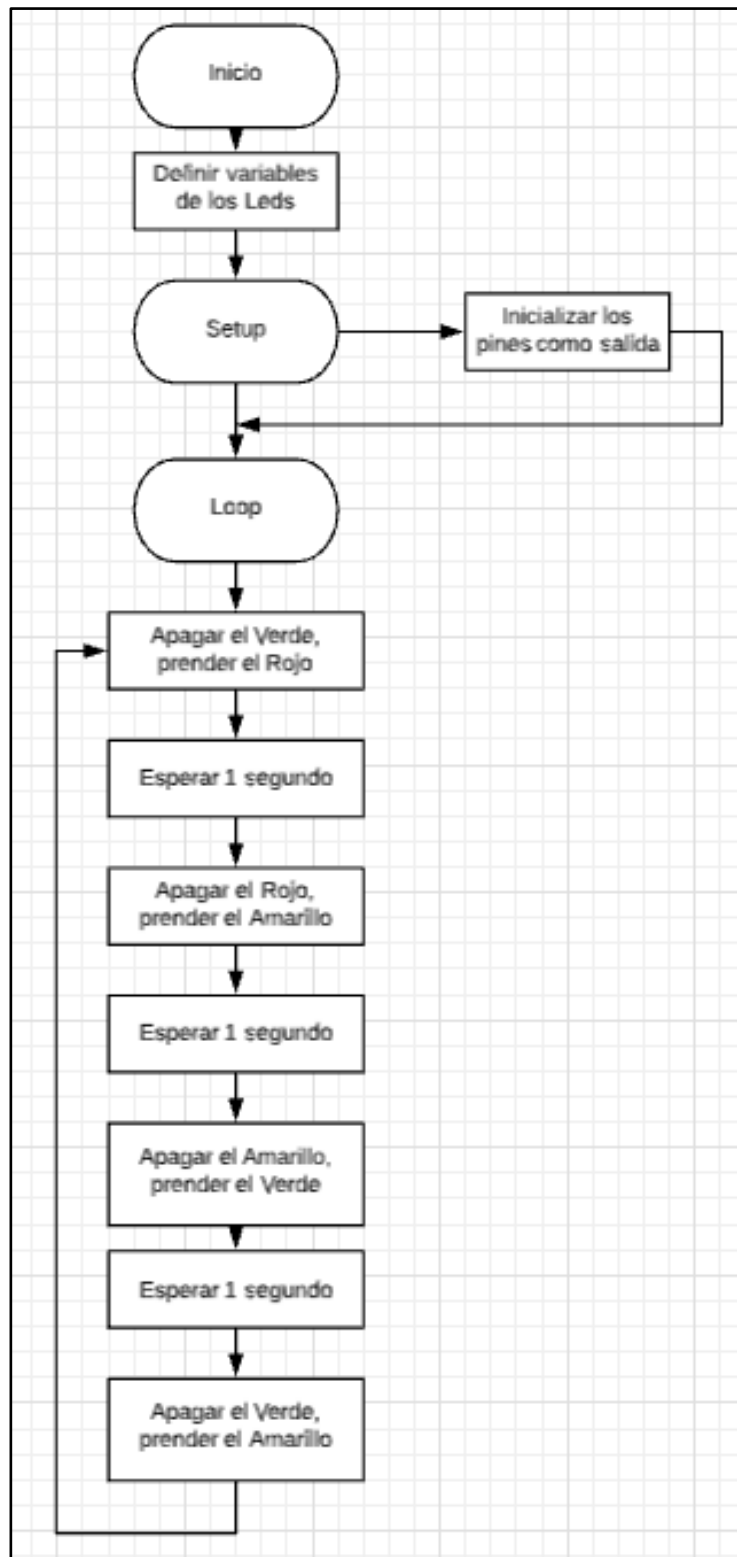 Inicio
Definir variables
de los Leds
Setup
Inicializar los
pines como salida
Loop
Apagar el Verde,
prender el Rojo
Esperar 1 segundo
Apagar el Rojo,
prender el Amarillo
Esperar 1 segundo
Apagar el Amarillo,
prender el Verde
Esperar 1 segundo
Apagar el Verde,
prender el Amarillo